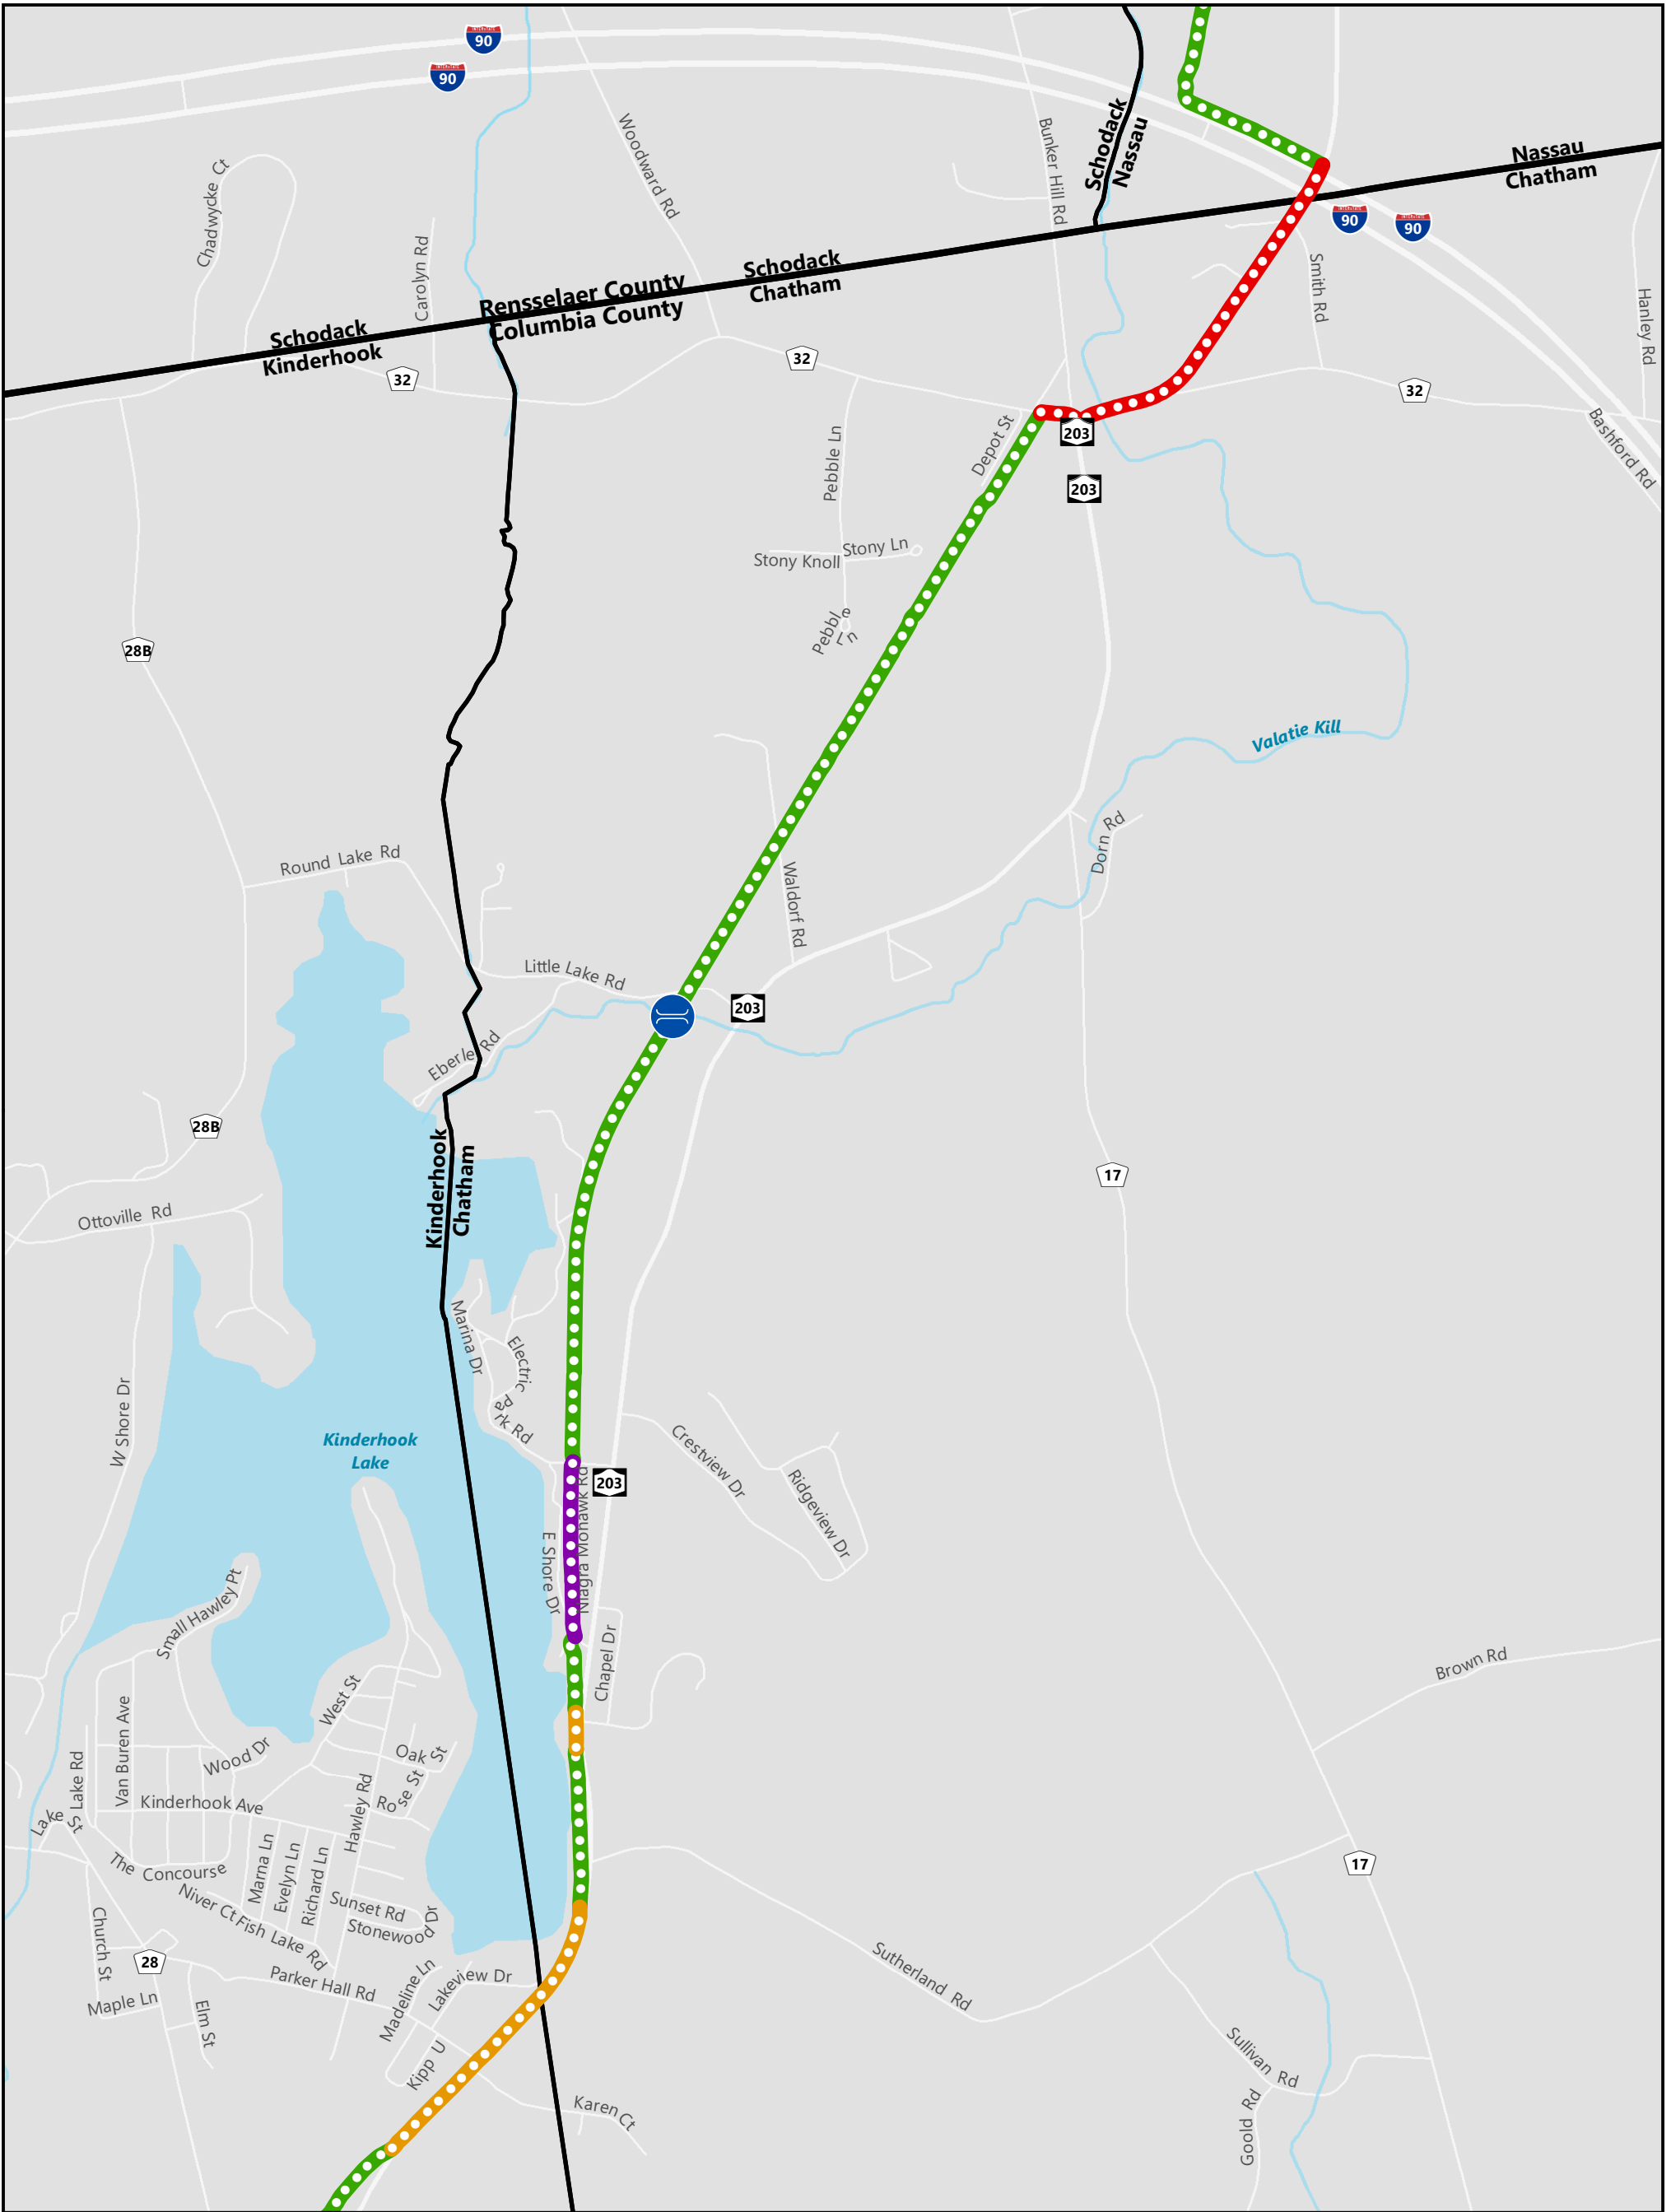 90
90
Woodward Rd
Bunker Hill Rd
Schodack
Nassau
Nassau
Chatham
Chadwycke Ct
Carolyn Rd
90
90
Smith Rd
Hanley Rd
Schodack
Chatham
Rensselaer County
Columbia County
Schodack
Kinderhook
32
32
32
203
203
Depot St
Bashford Rd
Pebble Ln
Stony Ln
Stony Knoll
Pebble
Ln
28B
Valatie Kill
Dorn Rd
Round Lake Rd
Waldorf Rd
Little Lake Rd
203
Eberle Rd
28B
Kinderhook
Chatham
17
Ottoville Rd
Marina Dr
Electric
Park Rd
W Shore Dr
Kinderhook
Lake
Crestview Dr
Ridgeview Dr
203
Niagra Mohawk Rd
E Shore Dr
Small Hawley Pt
Chapel Dr
Brown Rd
West St
Van Buren Ave
Wood Dr
Oak St
Rose St
Lake Rd
Kinderhook Ave
Hawley Rd
Lake St
The Concourse
Marna Ln
Evelyn Ln
Richard Ln
17
Niver Ct
Fish Lake Rd
Sunset Rd
Stonewood Dr
Church St
28
Parker Hall Rd
Madeline Ln
Lakeview Dr
Sutherland Rd
Maple Ln
Elm St
Kipp U
Karen Ct
Sullivan Rd
Goold Rd